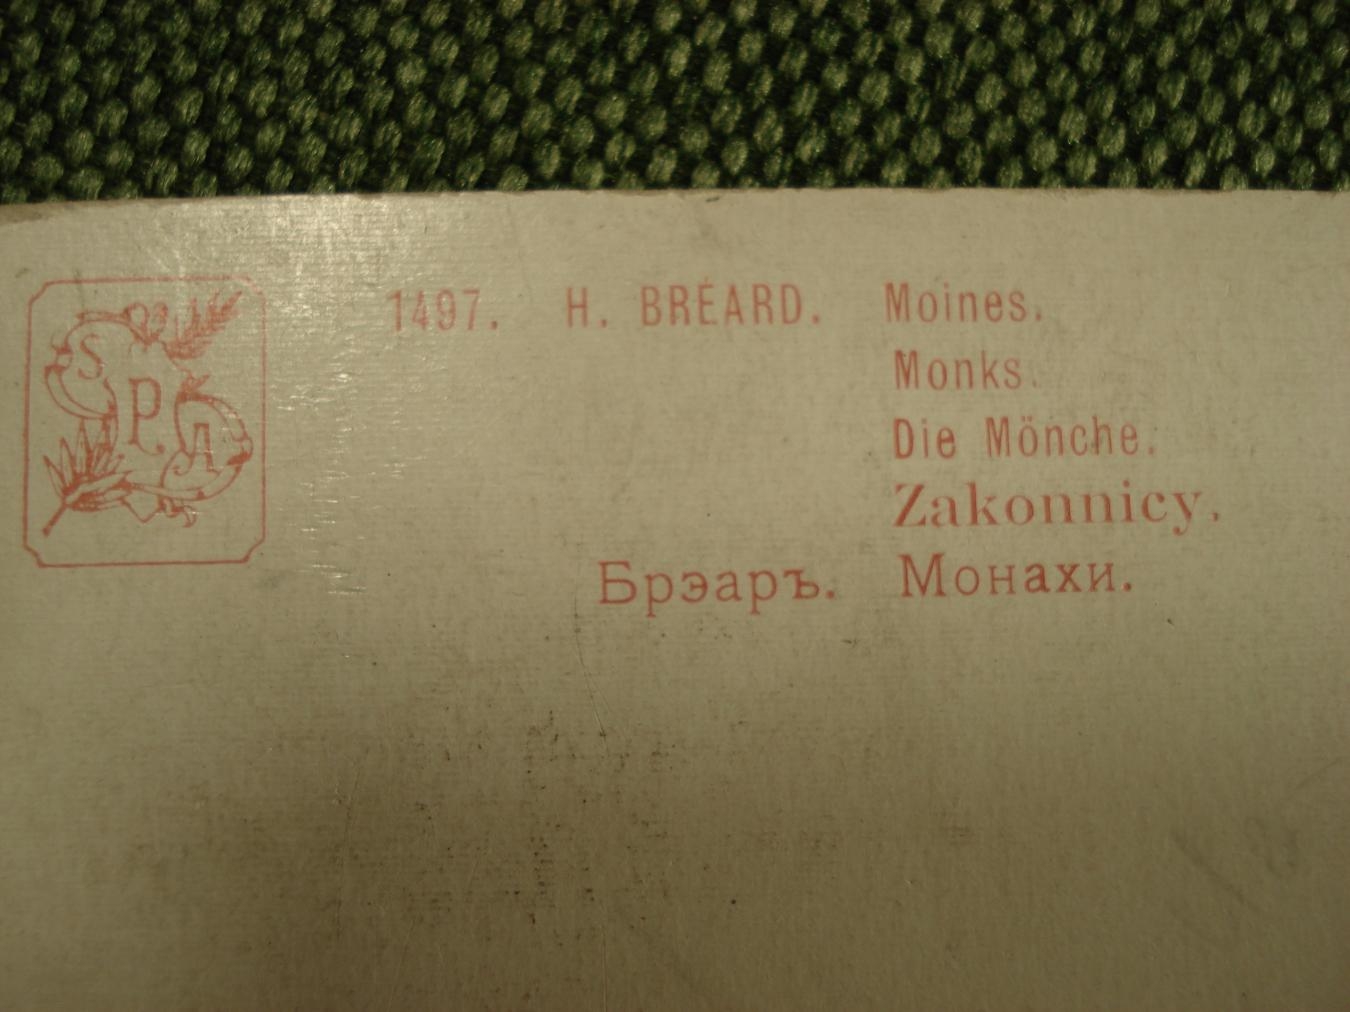 S P A
1497. H. BRÉARD. Moines.
Monks.
Die Mönche.
Zakonnicy.
Брэаръ. Монахи.